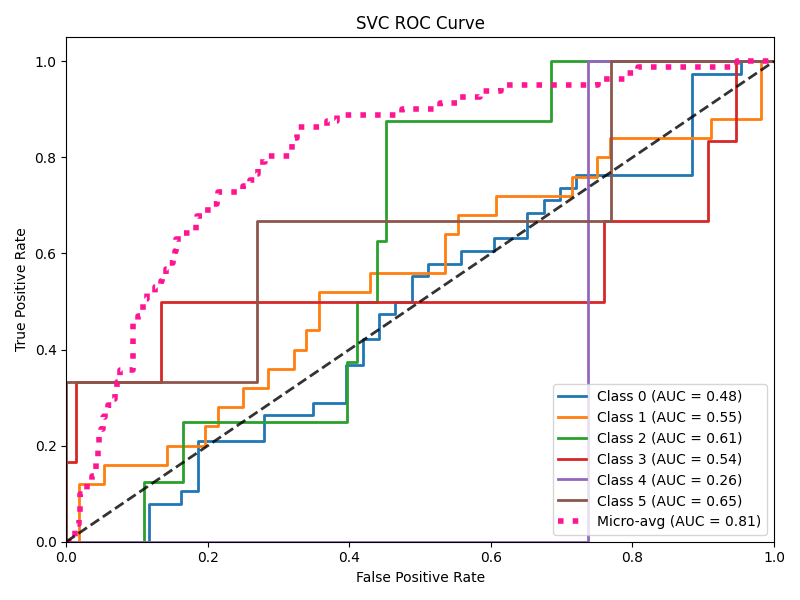 SVC ROC Curve
True Positive Rate
1.0
0.8
0.6
0.4
0.2
0.0
0.0 0.2 0.4 0.6 0.8 1.0
False Positive Rate
Class 0 (AUC = 0.48)
Class 1 (AUC = 0.55)
Class 2 (AUC = 0.61)
Class 3 (AUC = 0.54)
Class 4 (AUC = 0.26)
Class 5 (AUC = 0.65)
Micro-avg (AUC = 0.81)